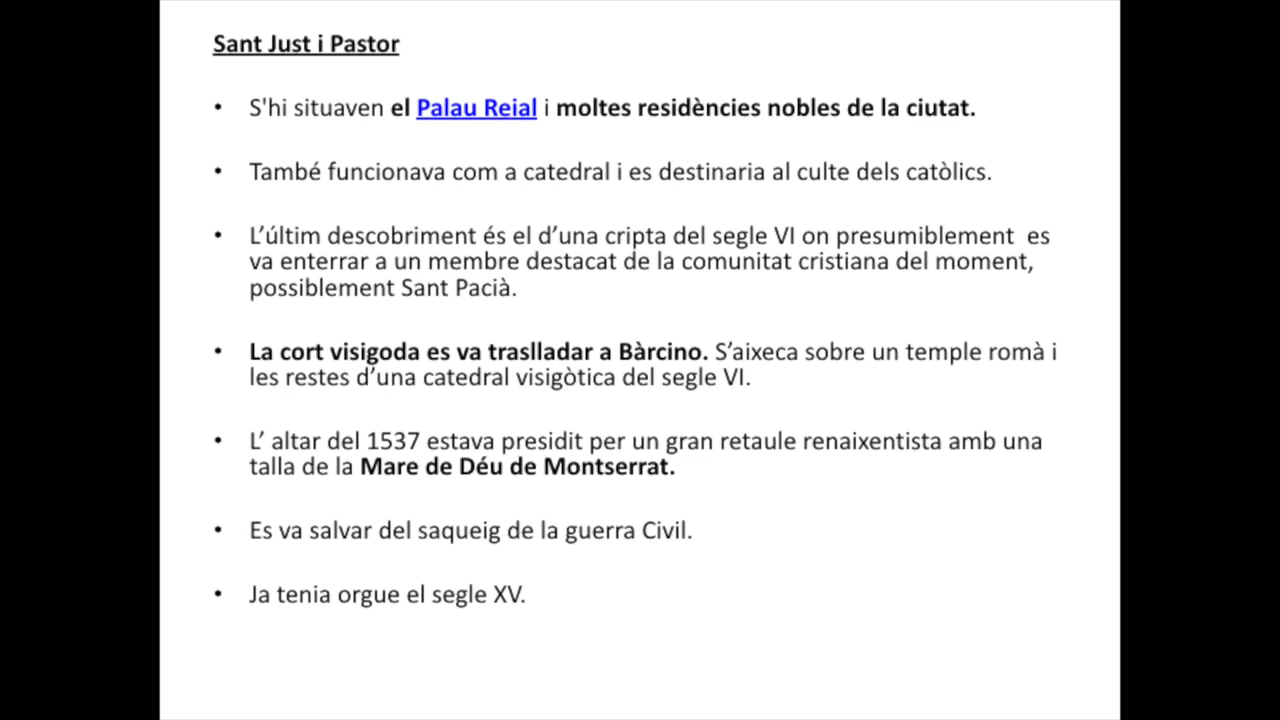 Sant Just i Pastor
• S'hi situaven el Palau Reial i moltes residències nobles de la ciutat.
• També funcionava com a catedral i es destinaria al culte dels catòlics.
• L’últim descobriment és el d’una cripta del segle VI on presumiblement  es
va enterrar a un membre destacat de la comunitat cristiana del moment,
possiblement Sant Pacià.
• La cort visigoda es va traslladar a Bàrcino. S’aixeca sobre un temple romà i
les restes d’una catedral visigòtica del segle VI.
• L’ altar del 1537 estava presidit per un gran retaule renaixentista amb una
talla de la Mare de Déu de Montserrat.
• Es va salvar del saqueig de la guerra Civil.
• Ja tenia orgue el segle XV.